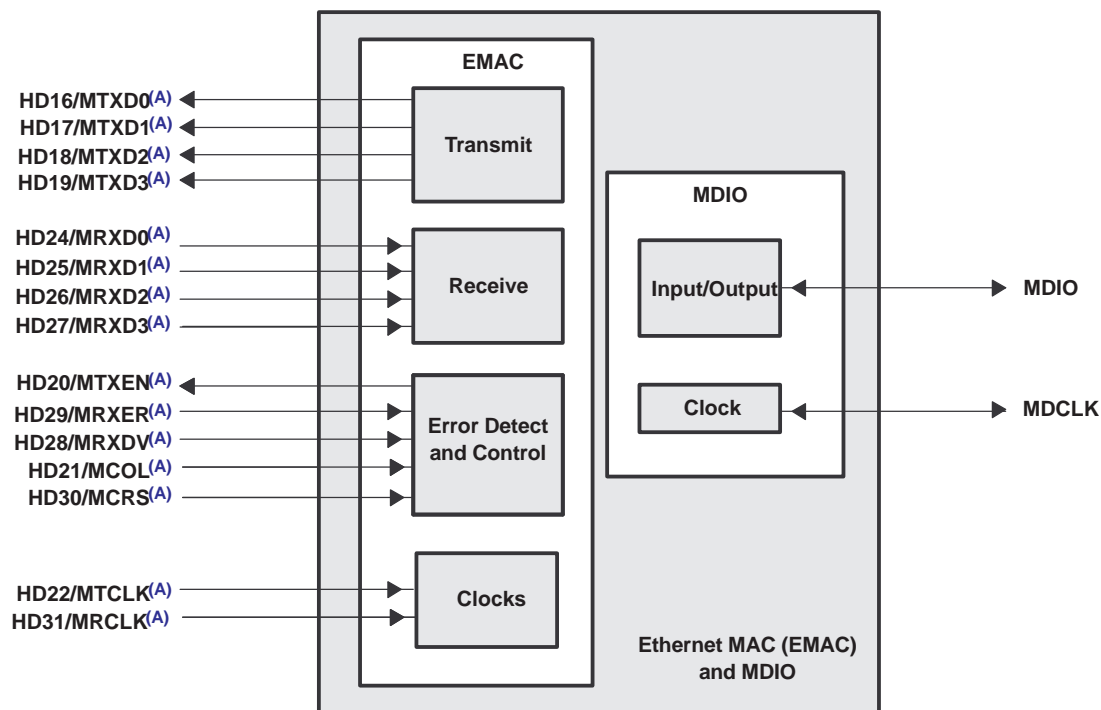 EMAC
HD16/MTXD0(A)
HD17/MTXD1(A)
HD18/MTXD2(A)
HD19/MTXD3(A)
Transmit
HD24/MRXD0(A)
HD25/MRXD1(A)
HD26/MRXD2(A)
HD27/MRXD3(A)
Receive
HD20/MTXEN(A)
HD29/MRXER(A)
HD28/MRXDV(A)
HD21/MCOL(A)
HD30/MCRS(A)
Error Detect
and Control
HD22/MTCLK(A)
HD31/MRCLK(A)
Clocks
MDIO
Input/Output
MDIO
Clock
MDCLK
Ethernet MAC (EMAC)
and MDIO